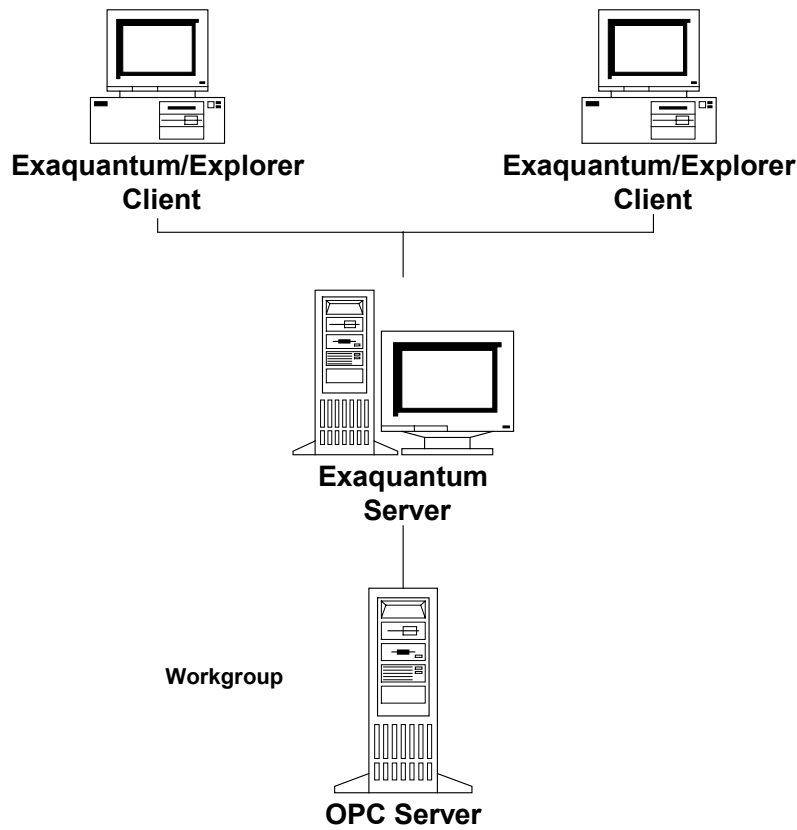 Exaquantum/Explorer
Client
Exaquantum/Explorer
Client
Exaquantum
Server
Workgroup
OPC Server